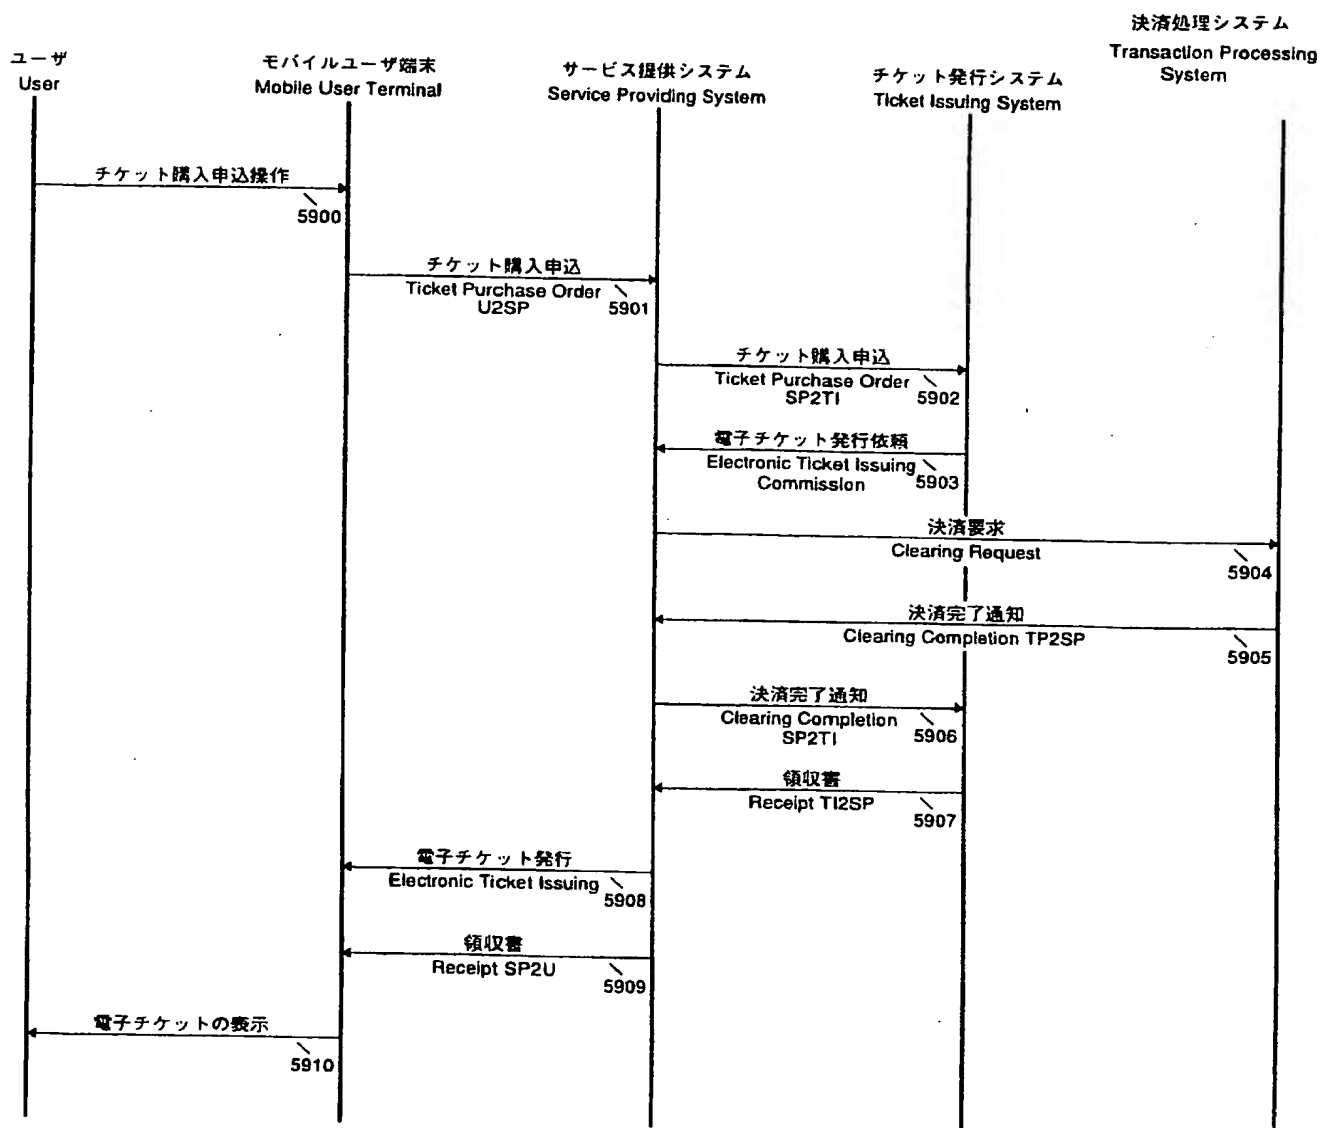 決済処理システム
Transaction Processing
System
ユーザ
User
モバイルユーザ端末
Mobile User Terminal
サービス提供システム
Service Providing System
チケット発行システム
Ticket Issuing System
チケット購入申込操作
5900
チケット購入申込
Ticket Purchase Order
U2SP
5901
チケット購入申込
Ticket Purchase Order
SP2TI
5902
電子チケット発行依頼
Electronic Ticket Issuing
Commission
5903
決済要求
Clearing Request
5904
決済完了通知
Clearing Completion TP2SP
5905
決済完了通知
Clearing Completion
SP2TI
5906
領収書
Receipt TI2SP
5907
電子チケット発行
Electronic Ticket Issuing
5908
領収書
Receipt SP2U
5909
電子チケットの表示
5910